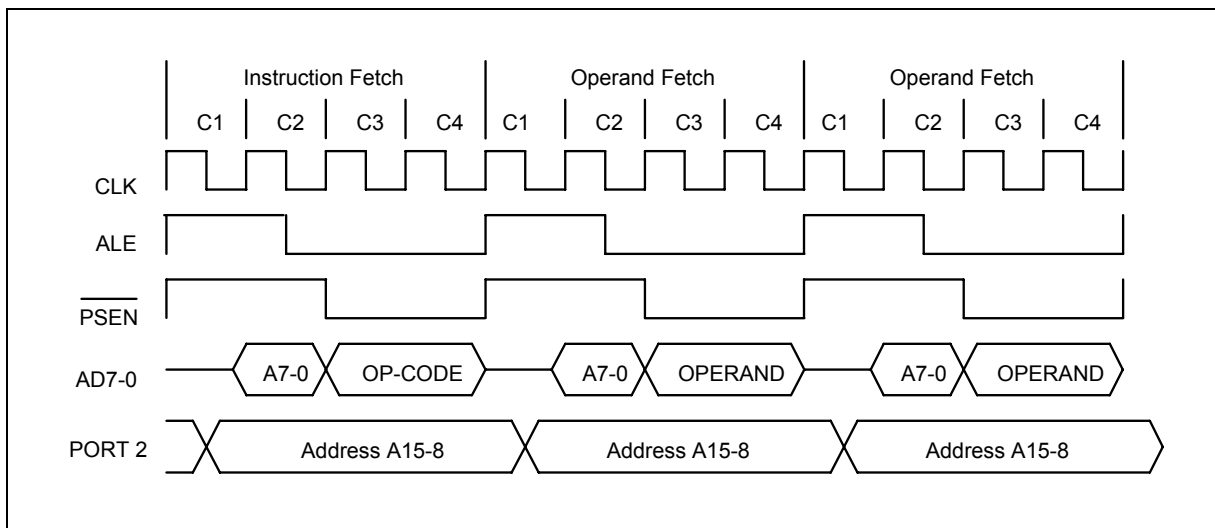 Instruction Fetch Operand Fetch Operand Fetch
C1 C2 C3 C4 C1 C2 C3 C4 C1 C2 C3 C4
CLK
ALE
PSEN
AD7-0 A7-0 OP-CODE A7-0 OPERAND A7-0 OPERAND
PORT 2 Address A15-8 Address A15-8 Address A15-8